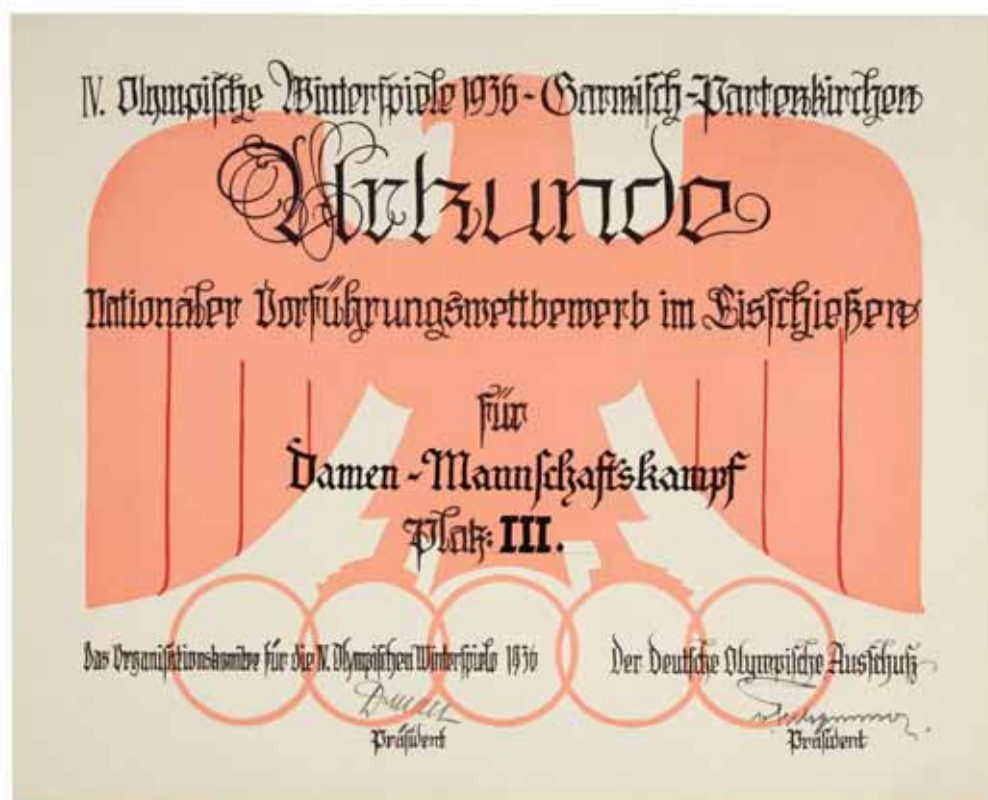 IV. Olympische Winterspiele 1936 - Garmisch-Partenkirchen
Urkunde
Nationaler Vorführungswettbewerb im Eisschießen
für
Damen - Mannschaftskampf
Platz: III.
Das Organisationskomitee für die IV. Olympischen Winterspiele 1936
Der Deutsche Olympische Ausschuß
Präsident
Präsident